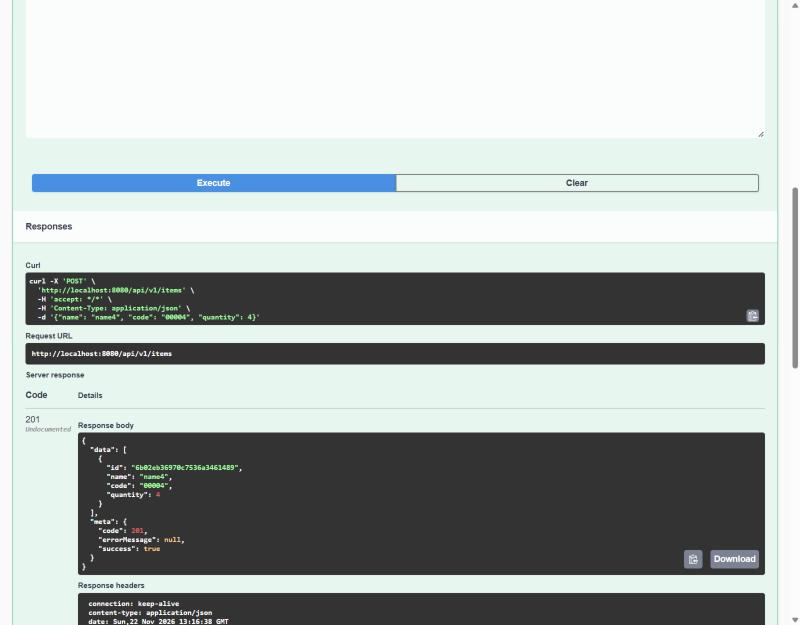 Execute
Clear
Responses
Curl
curl -X 'POST' \
  'http://localhost:8080/api/v1/items' \
  -H 'accept: */*' \
  -H 'Content-Type: application/json' \
  -d '{"name": "name4", "code": "00004", "quantity": 4}'
Request URL
http://localhost:8080/api/v1/items
Server response
Code Details
201
Undocumented
Response body
{
  "data": [
    {
      "id": "6b02eb36970c7536a3461489",
      "name": "name4",
      "code": "00004",
      "quantity": 4
    }
  ],
  "meta": {
    "code": 201,
    "errorMessage": null,
    "success": true
  }
}
Download
Response headers
connection: keep-alive
content-type: application/json
date: Sun,22 Nov 2026 13:16:38 GMT